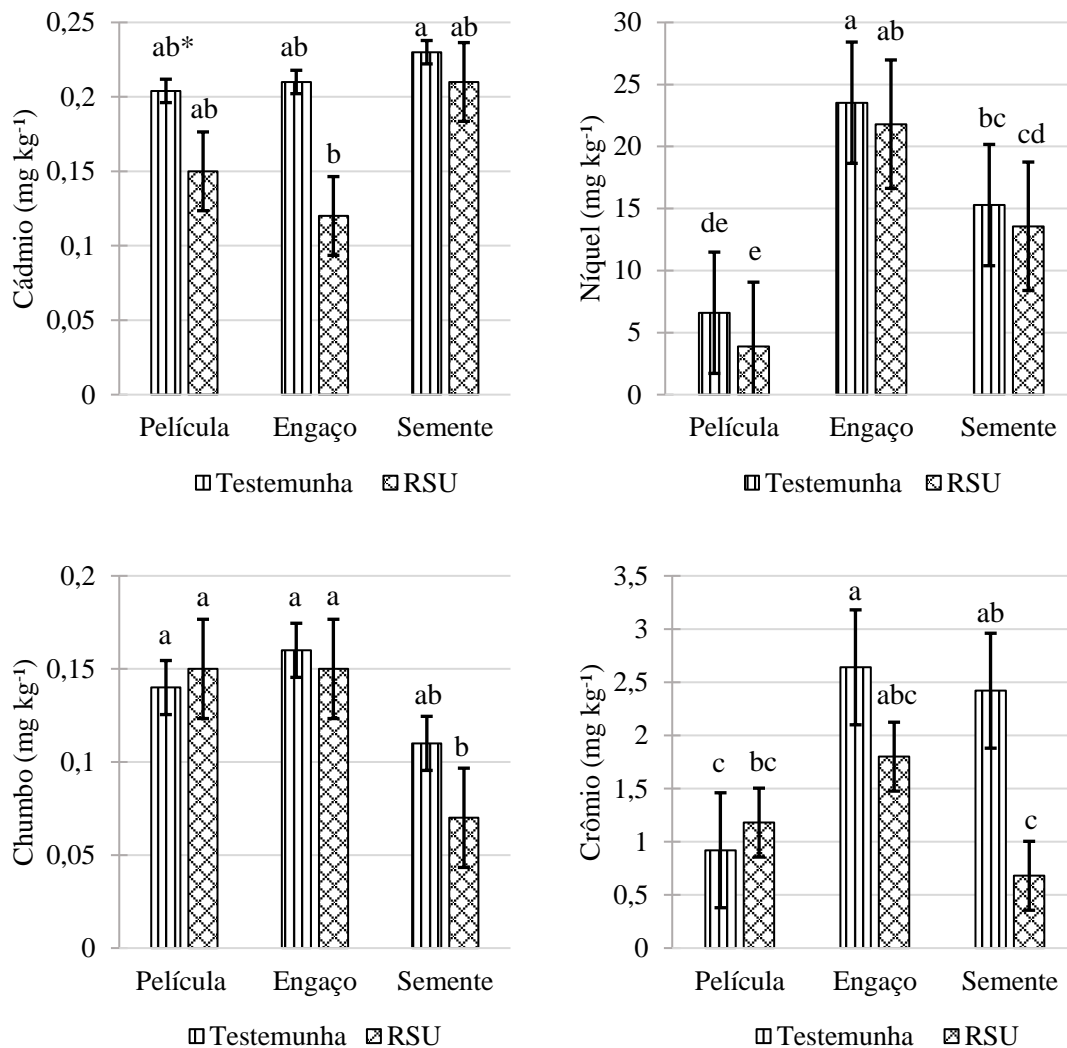 Cádmio (mg kg⁻¹)
0,25
0,2
0,15
0,1
0,05
0
ab*
ab
ab
b
a
ab
Película Engaço Semente
Testemunha RSU
Níquel (mg kg⁻¹)
30
25
20
15
10
5
0
de
e
a
ab
bc
cd
Película Engaço Semente
Testemunha RSU
Chumbo (mg kg⁻¹)
0,2
0,15
0,1
0,05
0
a
a
a
a
ab
b
Película Engaço Semente
Testemunha RSU
Crômio (mg kg⁻¹)
3,5
3
2,5
2
1,5
1
0,5
0
c
bc
a
abc
ab
c
Película Engaço Semente
Testemunha RSU